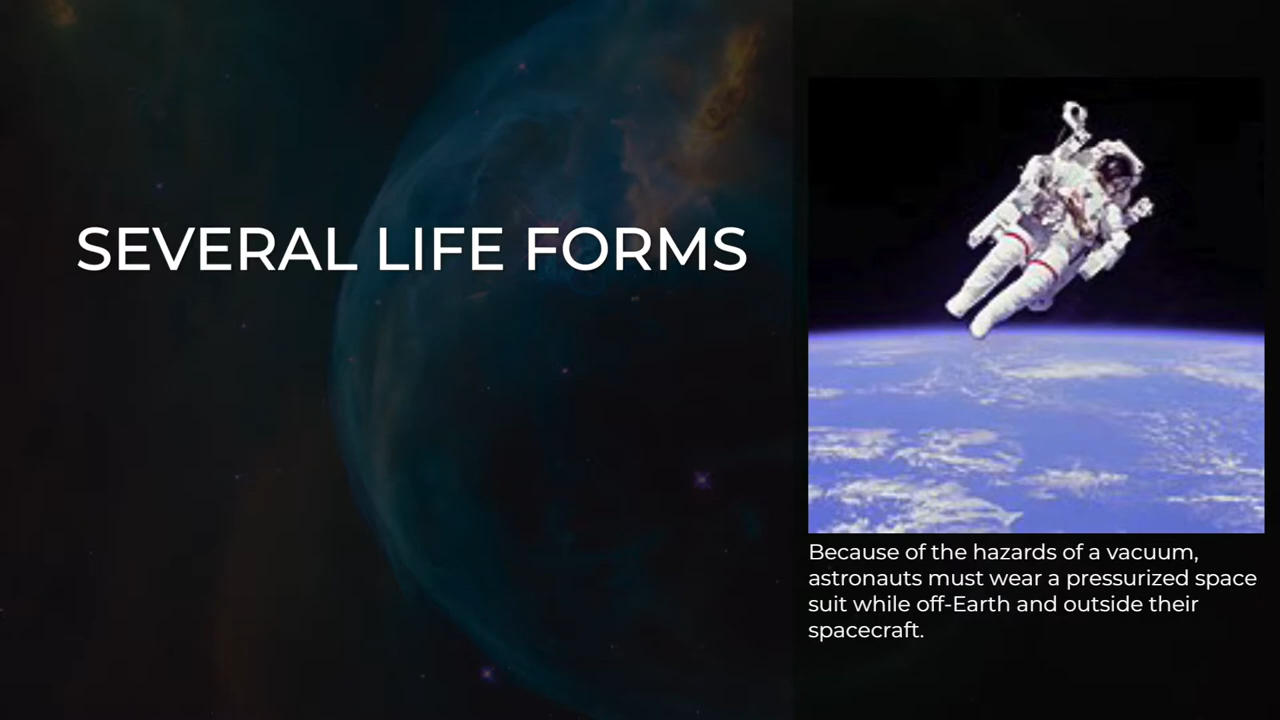 SEVERAL LIFE FORMS
Because of the hazards of a vacuum,
astronauts must wear a pressurized space
suit while off-Earth and outside their
spacecraft.